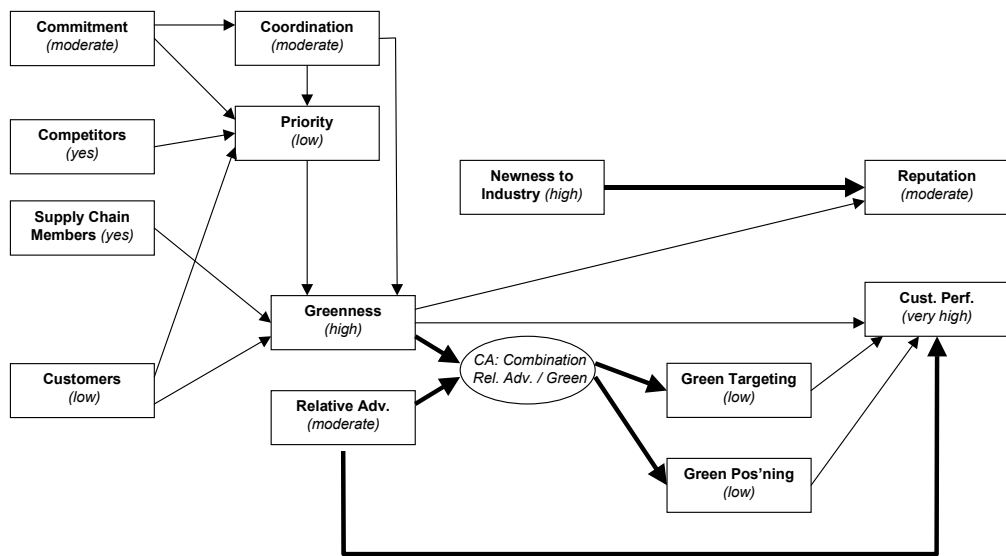 Commitment
(moderate)
Coordination
(moderate)
Competitors
(yes)
Priority
(low)
Newness to
Industry (high)
Reputation
(moderate)
Supply Chain
Members (yes)
Greenness
(high)
Cust. Perf.
(very high)
Customers
(low)
CA: Combination
Rel. Adv. / Green
Green Targeting
(low)
Relative Adv.
(moderate)
Green Pos'ning
(low)